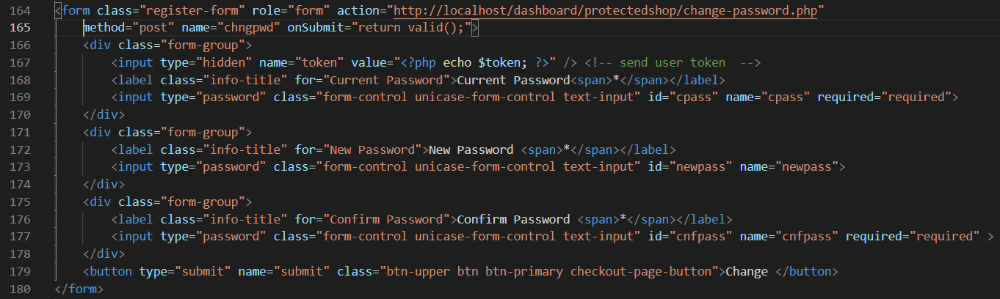 164 <form class="register-form" role="form" action="http://localhost/dashboard/protectedshop/change-password.php"
165 method="post" name="chngpwd" onSubmit="return valid();">
166 <div class="form-group">
167 <input type="hidden" name="token" value="<?php echo $token; ?>" /> <!-- send user token  -->
168 <label class="info-title" for="Current Password">Current Password<span>*</span></label>
169 <input type="password" class="form-control unicase-form-control text-input" id="cpass" name="cpass" required="required">
170 </div>
171 <div class="form-group">
172 <label class="info-title" for="New Password">New Password <span>*</span></label>
173 <input type="password" class="form-control unicase-form-control text-input" id="newpass" name="newpass">
174 </div>
175 <div class="form-group">
176 <label class="info-title" for="Confirm Password">Confirm Password <span>*</span></label>
177 <input type="password" class="form-control unicase-form-control text-input" id="cnfpass" name="cnfpass" required="required" >
178 </div>
179 <button type="submit" name="submit" class="btn-upper btn btn-primary checkout-page-button">Change </button>
180 </form>